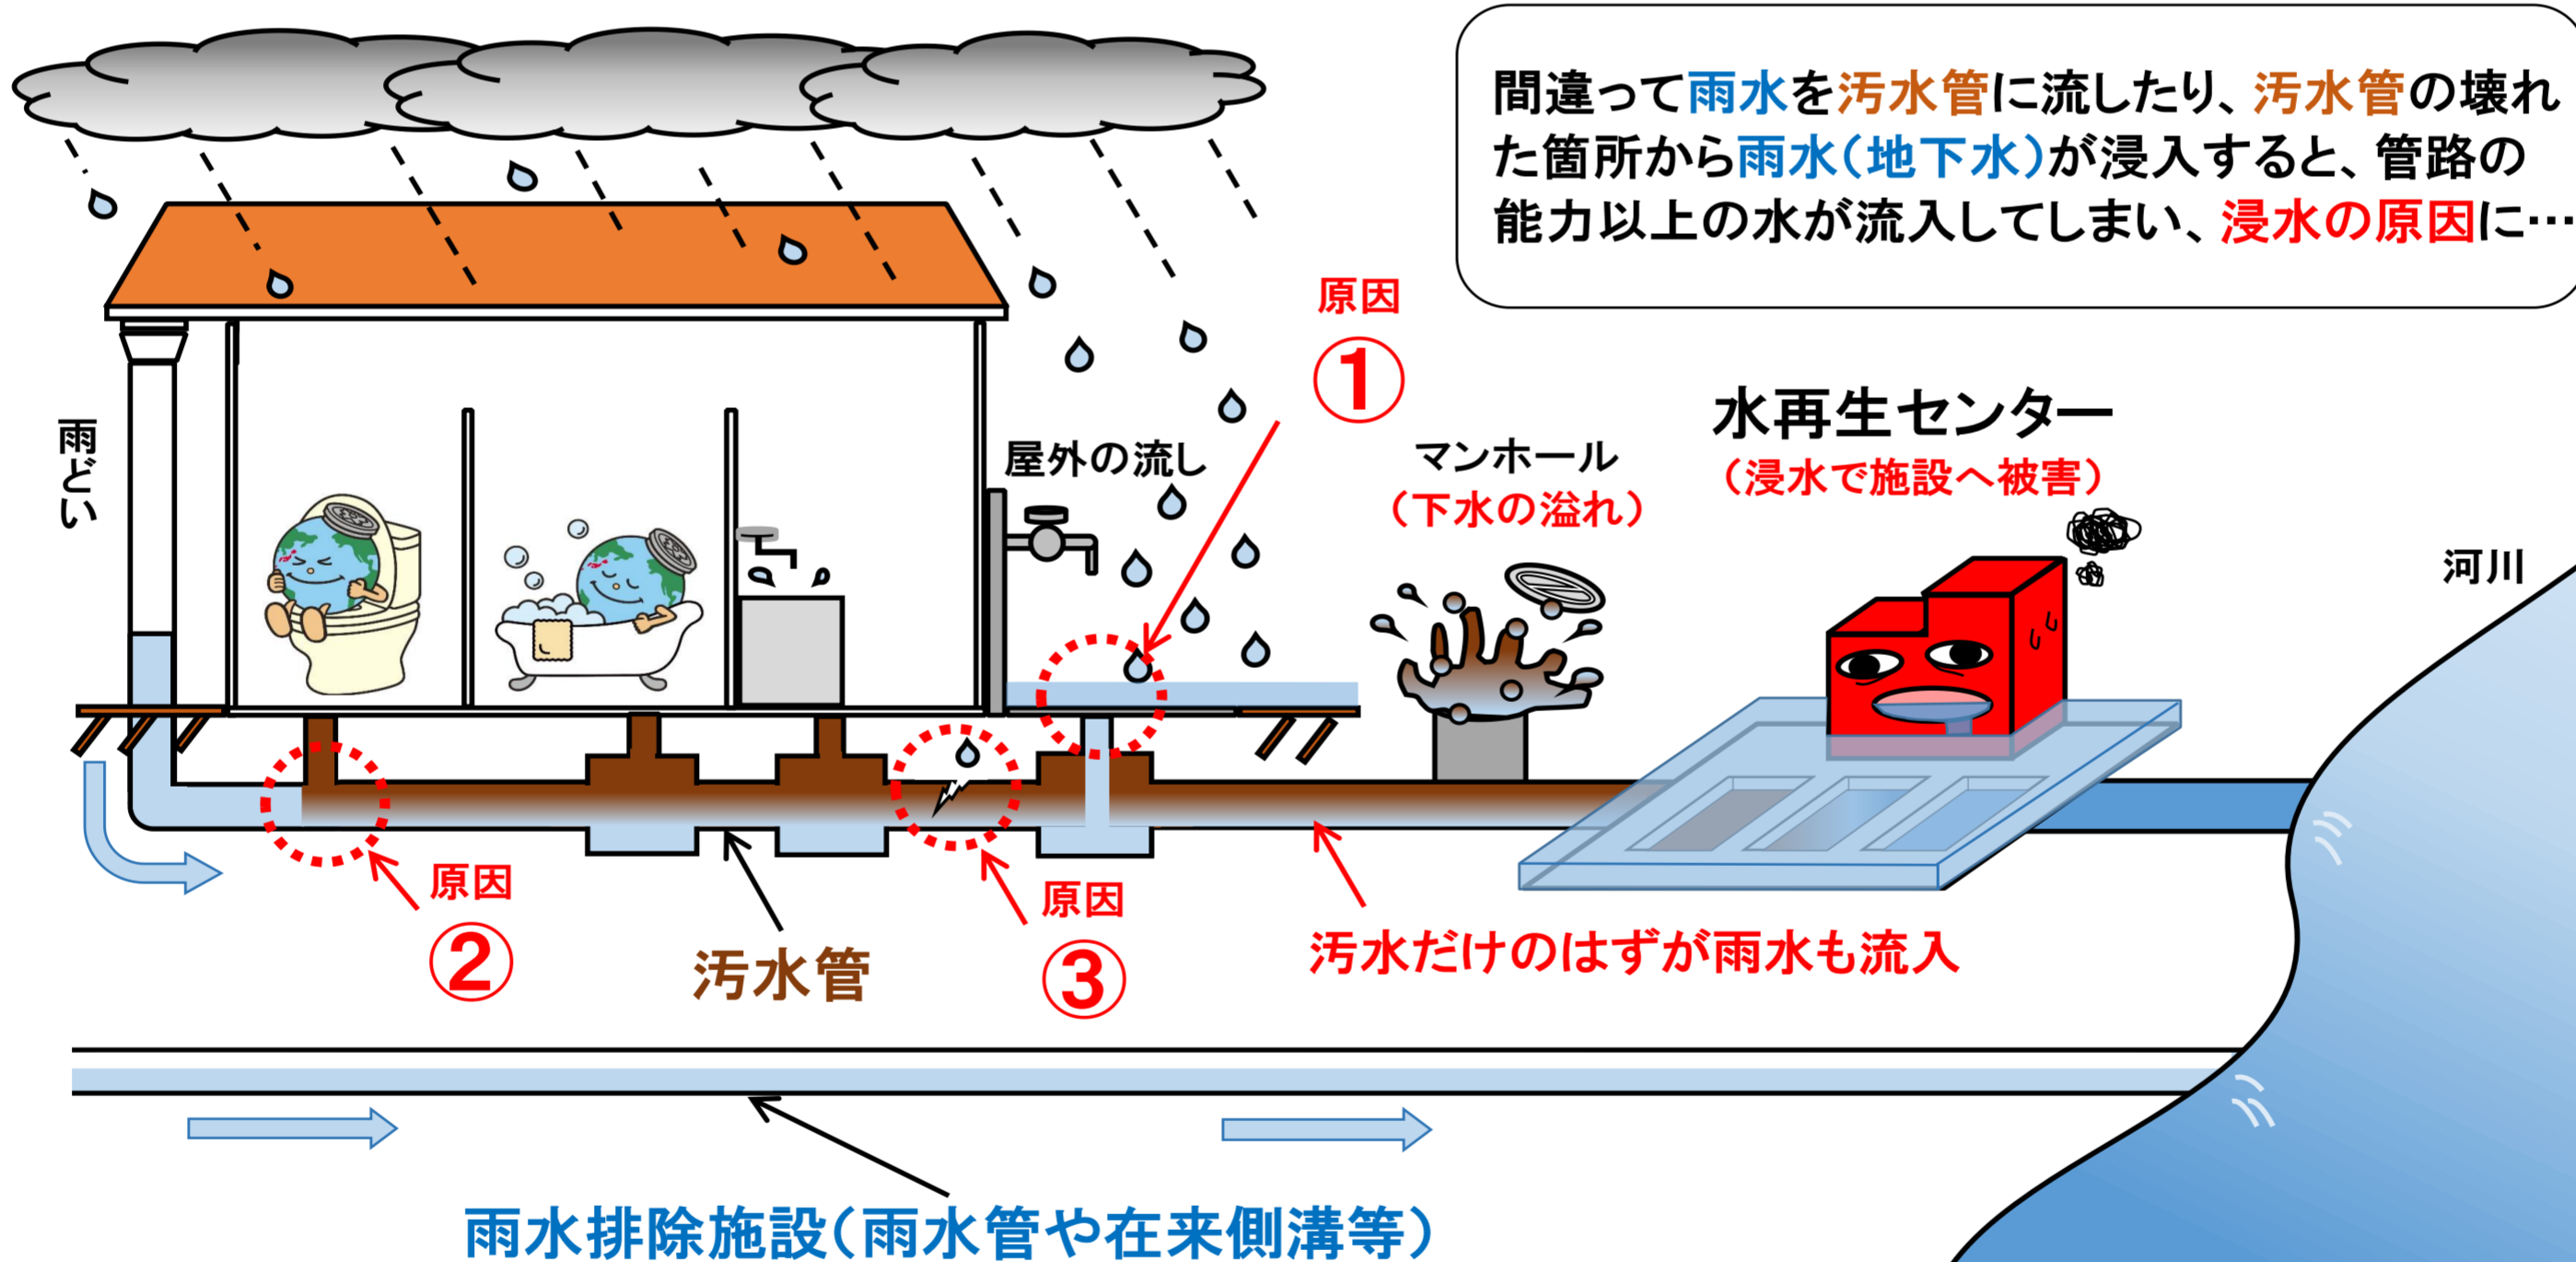 間違って雨水を汚水管に流したり、汚水管の壊れ
た箇所から雨水(地下水)が浸入すると、管路の
能力以上の水が流入してしまい、浸水の原因に…
原因
①
水再生センター
(浸水で施設へ被害)
マンホール
(下水の溢れ)
屋外の流し
雨どい
河川
原因
②
汚水管
原因
③
汚水だけのはずが雨水も流入
雨水排除施設(雨水管や在来側溝等)